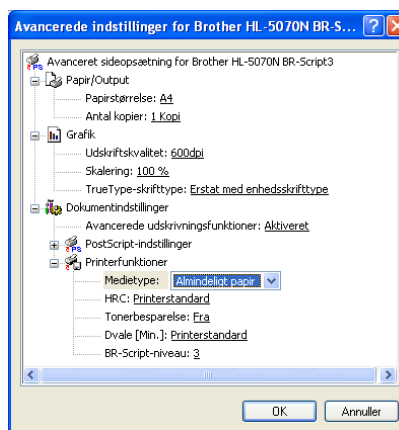 Avancerede indstillinger for Brother HL-5070N BR-S...
Avanceret sideopsætning for Brother HL-5070N BR-Script3
Papir/Output
Papirstørrelse: A4
Antal kopier: 1 Kopi
Grafik
Udskriftskvalitet: 600dpi
Skalering: 100 %
TrueType-skrifttype: Erstat med enhedsskrifttype
Dokumentindstillinger
Avancerede udskrivningsfunktioner: Aktiveret
PostScript-indstillinger
Printerfunktioner
Medietype: Almindeligt papir
HRC: Printerstandard
Tonerbesparelse: Fra
Dvale [Min.]: Printerstandard
BR-Script-niveau: 3
OK Annuller